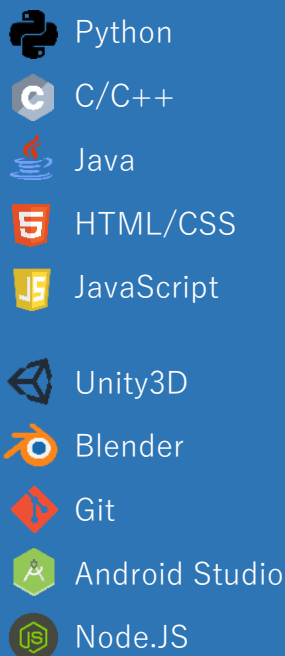 Python
C/C++
Java
HTML/CSS
JavaScript
Unity3D
Blender
Git
Android Studio
Node.JS